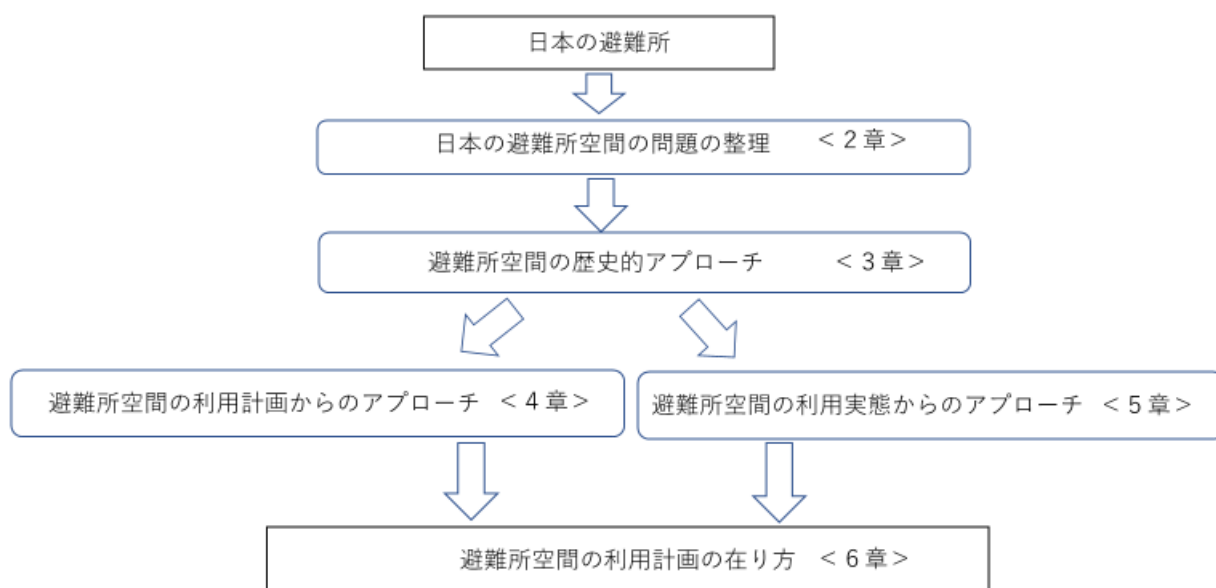 日本の避難所
日本の避難所空間の問題の整理　＜２章＞
避難所空間の歴史的アプローチ　＜３章＞
避難所空間の利用計画からのアプローチ　＜４章＞
避難所空間の利用実態からのアプローチ　＜５章＞
避難所空間の利用計画の在り方　＜６章＞